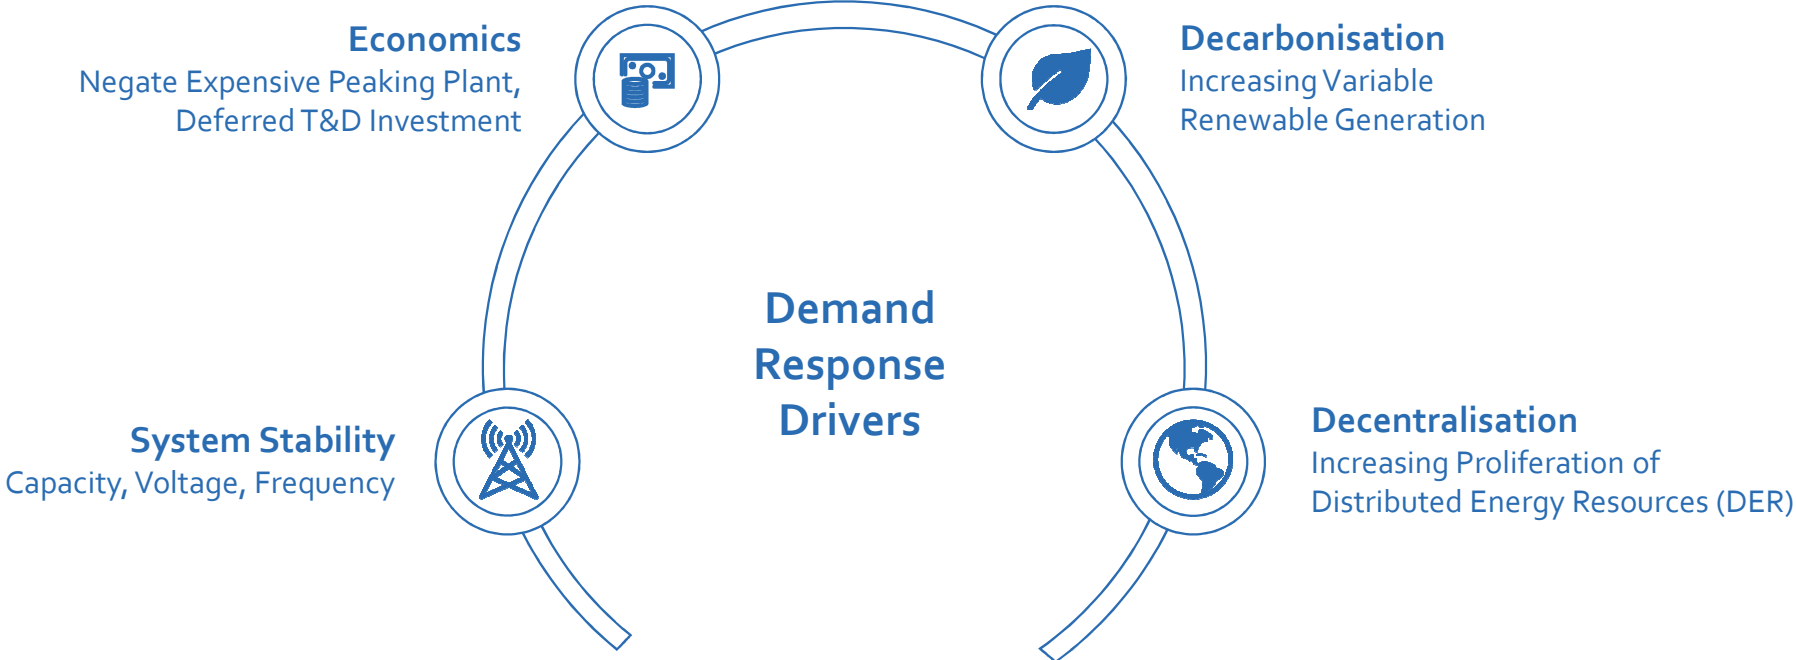 Economics
Negate Expensive Peaking Plant,
Deferred T&D Investment
Decarbonisation
Increasing Variable
Renewable Generation
Demand
Response
Drivers
System Stability
Capacity, Voltage, Frequency
Decentralisation
Increasing Proliferation of
Distributed Energy Resources (DER)